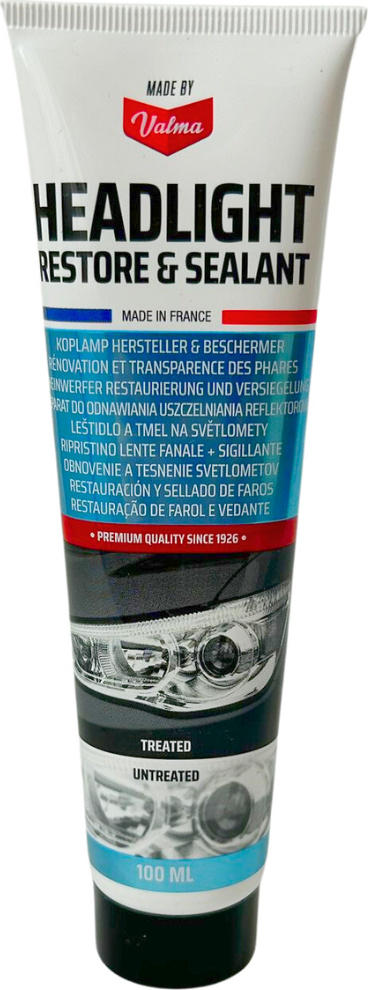 MADE BY
Valma
HEADLIGHT
RESTORE & SEALANT
MADE IN FRANCE
KOPLAMP HERSTELLER & BESCHERMER
RÉNOVATION ET TRANSPARENCE DES PHARES
EINWERFER RESTAURIERUNG UND VERSIEGELUNG
ARAT DO ODNAWIANIA USZCZELNIANIA REFLEKTORÓW
LEŠTIDLO A TMEL NA SVĚTLOMETY
RIPRISTINO LENTE FANALE + SIGILLANTE
OBNOVENIE A TESNENIE SVETLOMETOV
RESTAURACIÓN Y SELLADO DE FAROS
RESTAURAÇÃO DE FAROL E VEDANTE
• PREMIUM QUALITY SINCE 1926 •
TREATED
UNTREATED
100 ML